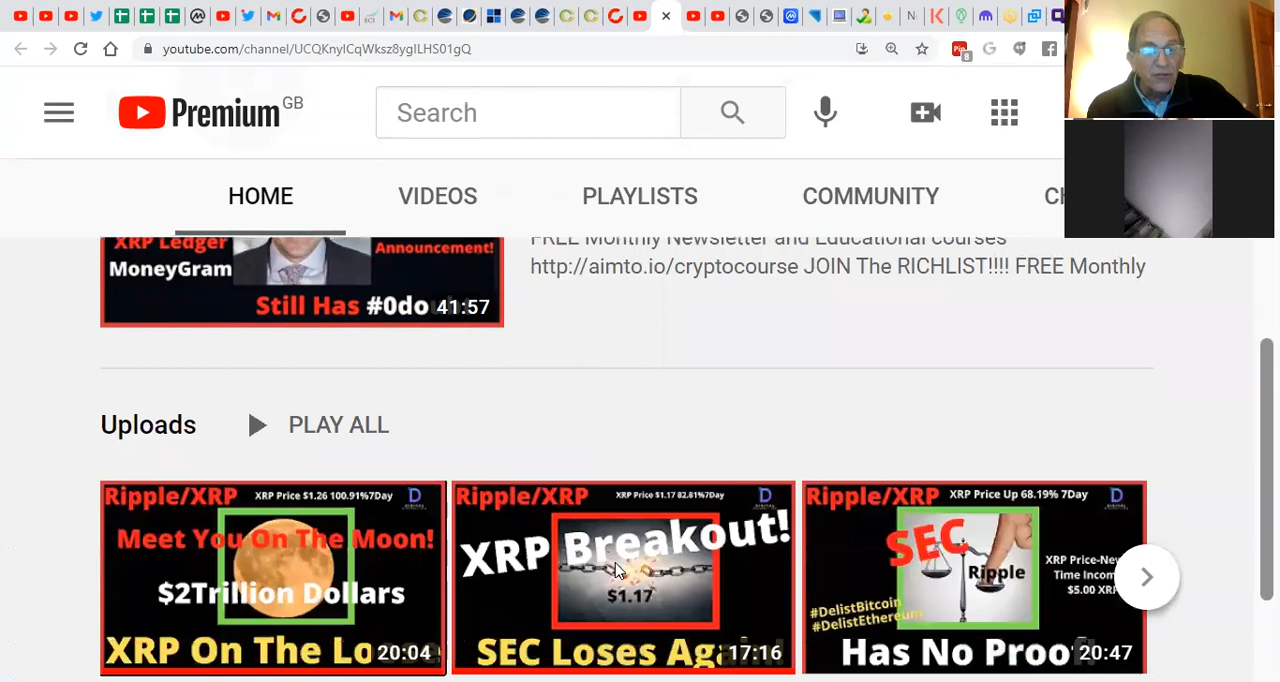 youtube.com/channel/UCQKnylCqWksz8ygILHS01gQ
8
Premium GB
Search
HOME
VIDEOS
PLAYLISTS
COMMUNITY
XRP Ledger
MoneyGram
Announcement!
Still Has #0do
41:57
FREE Monthly Newsletter and Educational courses
http://aimto.io/cryptocourse JOIN The RICHLIST!!!! FREE Monthly
Uploads
PLAY ALL
Ripple/XRP
XRP Price $1.26 100.91%7Day
D
Meet You On The Moon!
$2Trillion Dollars
XRP On The Lo
20:04
Ripple/XRP
XRP Price $1.17 82.81%7Day
D
XRP Breakout!
$1.17
SEC Loses Again!
17:16
Ripple/XRP
XRP Price Up 68.19% 7Day
D
SEC
Ripple
XRP Price-New
Time Incom
$5.00 XRP
#DelistBitcoin
#DelistEthereum
Has No Proof
20:47